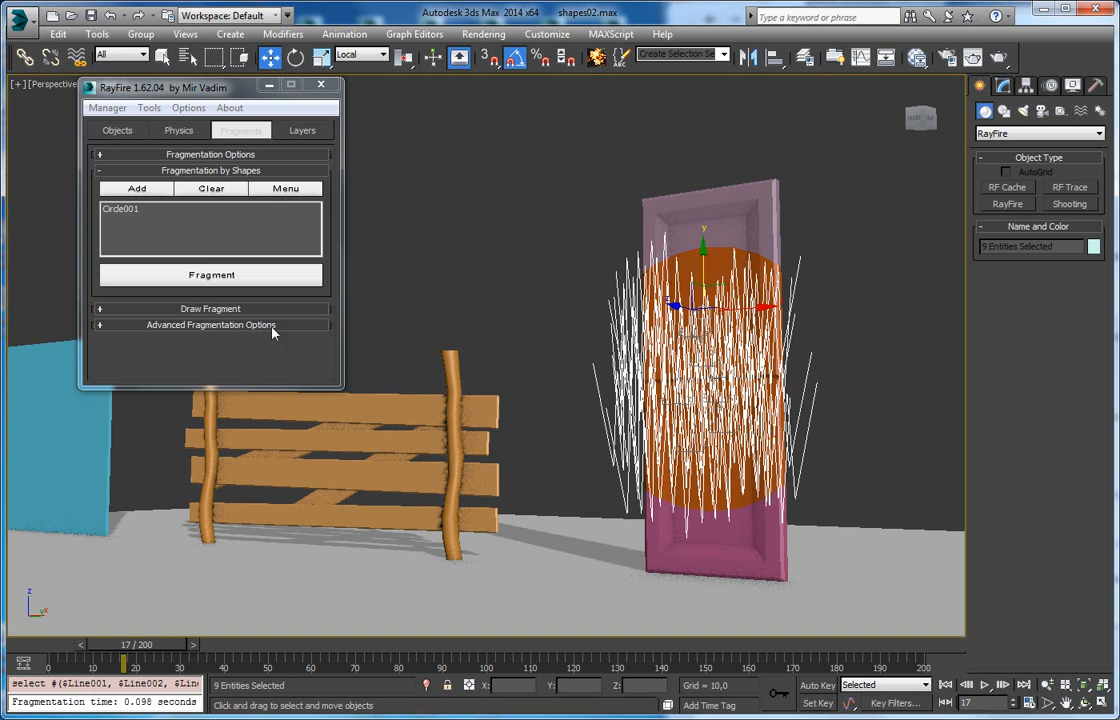 Workspace: Default
Autodesk 3ds Max 2014 x64 shapes02.max
Type a keyword or phrase
Edit Tools Group Views Create Modifiers Animation Graph Editors Rendering Customize MAXScript Help
All
Local
Create Selection Se
[+] [Perspective
RayFire 1.62.04 by Mir Vadim
Manager Tools Options About
Objects Physics Fragments Layers
+ Fragmentation Options
- Fragmentation by Shapes
Add Clear Menu
Circle001
Fragment
+ Draw Fragment
+ Advanced Fragmentation Options
RayFire
- Object Type
AutoGrid
RF Cache RF Trace
RayFire Shooting
- Name and Color
9 Entities Selected
y
z
x
17 / 200
0 10 20 30 40 50 60 70 80 90 100 110 120 130 140 150 160 170 180 190 200
select #($Line001, $Line002, $Lin
Fragmentation time: 0.098 seconds
9 Entities Selected
X: Y: Z:
Grid = 10,0
Click and drag to select and move objects
Add Time Tag
Auto Key Selected
Set Key Key Filters...
17